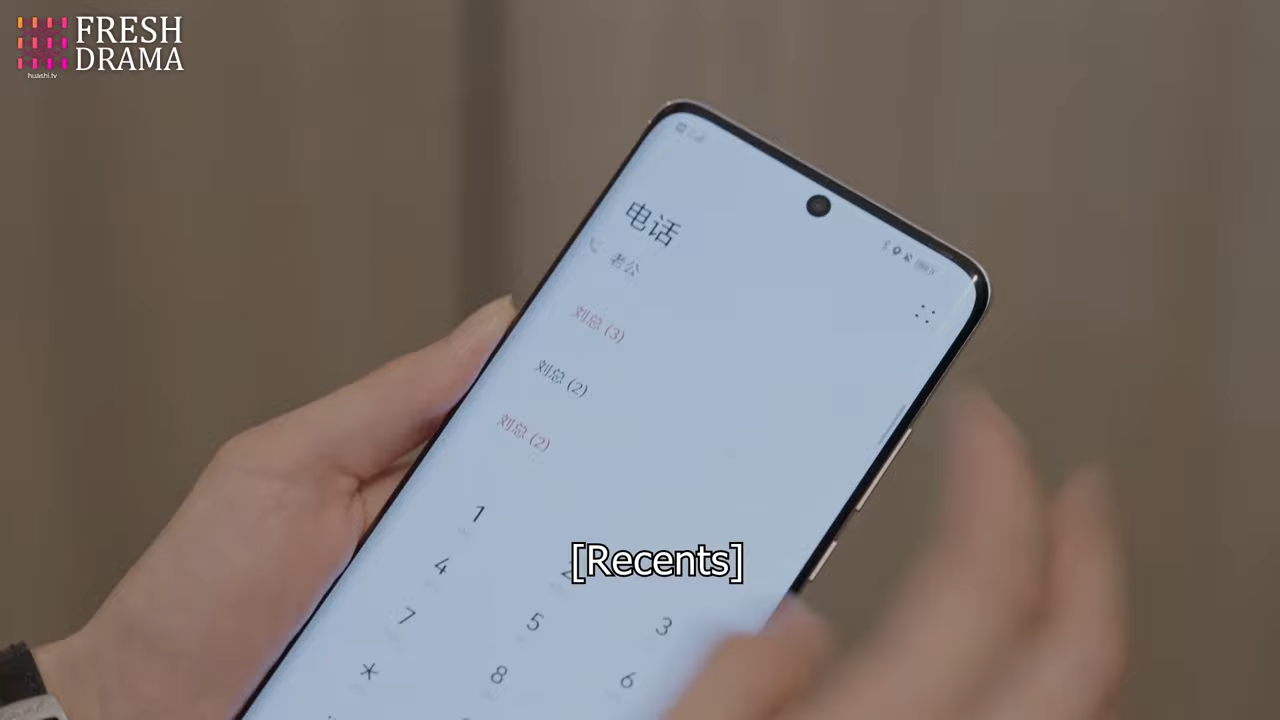 FRESH
DRAMA
huashi.tv
电话
老公
刘总 (3)
刘总 (2)
刘总 (2)
1
2
4
3
5
7
6
8
*
[Recents]